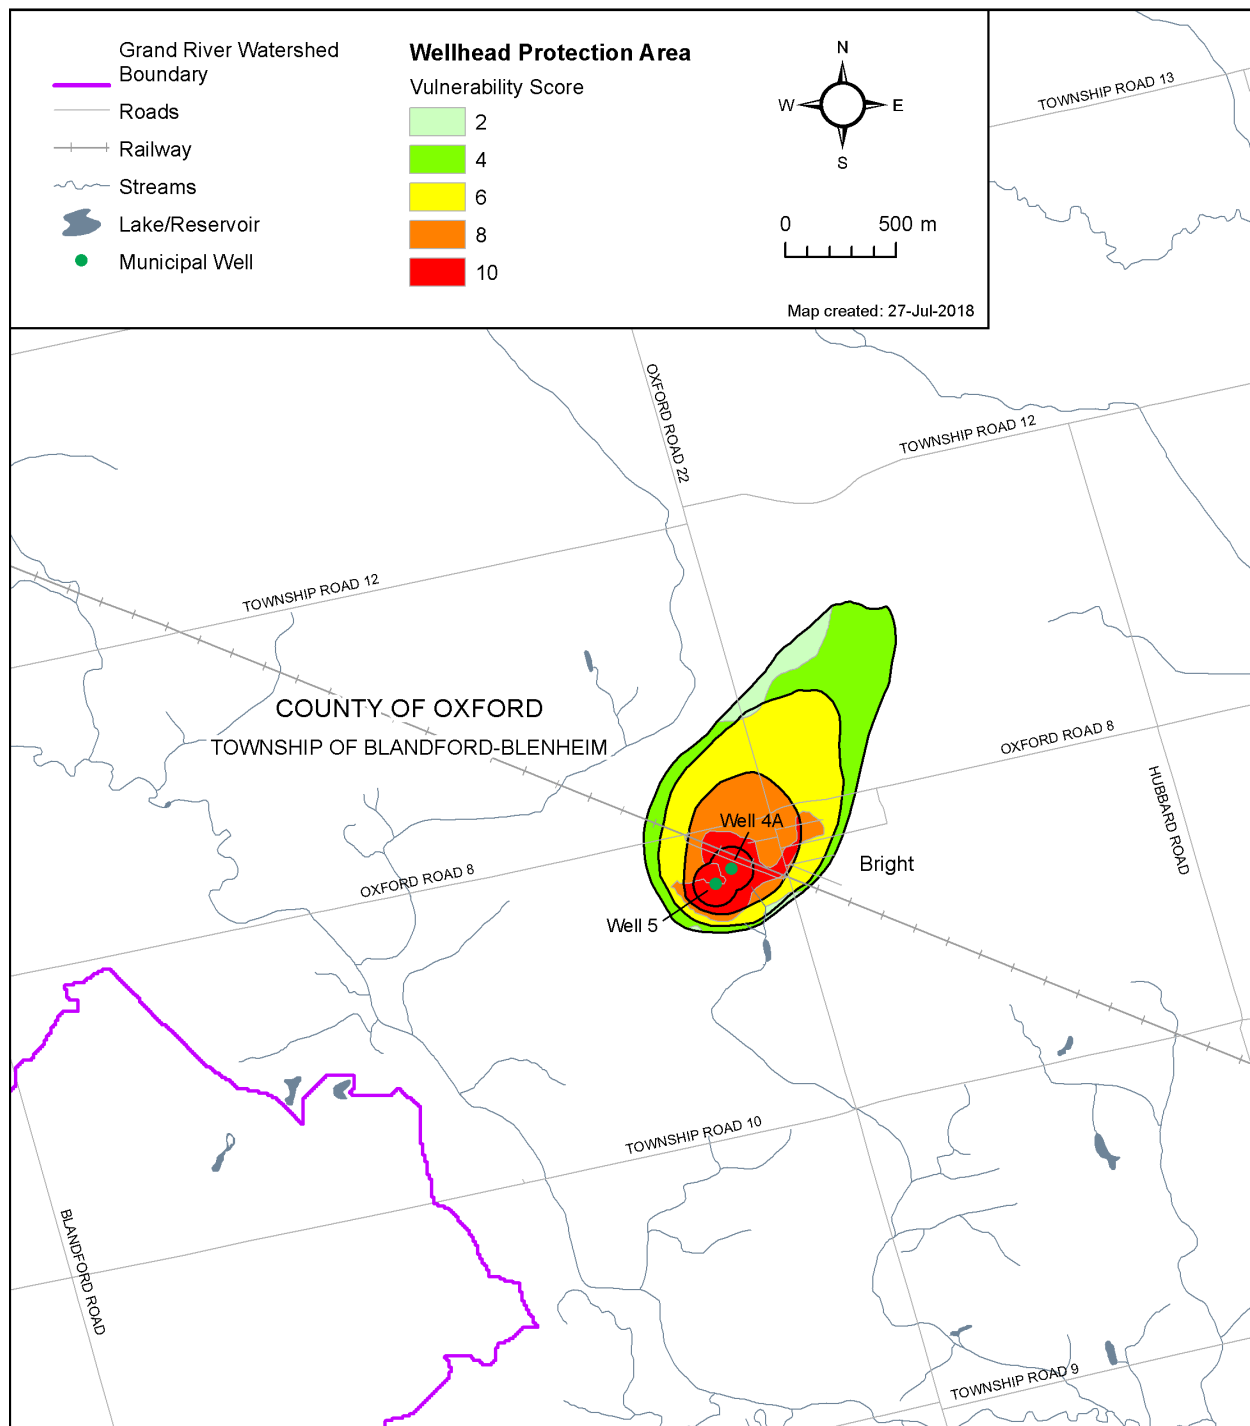 Grand River Watershed
Boundary
Roads
Railway
Streams
Lake/Reservoir
Municipal Well
Wellhead Protection Area
Vulnerability Score
2
4
6
8
10
N
W
E
S
0 500 m
Map created: 27-Jul-2018
TOWNSHIP ROAD 13
OXFORD ROAD 22
TOWNSHIP ROAD 12
TOWNSHIP ROAD 12
COUNTY OF OXFORD
TOWNSHIP OF BLANDFORD-BLENHEIM
OXFORD ROAD 8
HUBBARD ROAD
Well 4A
Bright
OXFORD ROAD 8
Well 5
TOWNSHIP ROAD 10
BLANDFORD ROAD
TOWNSHIP ROAD 9